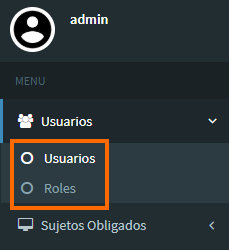 admin
MENU
Usuarios
Usuarios
Roles
Sujetos Obligados